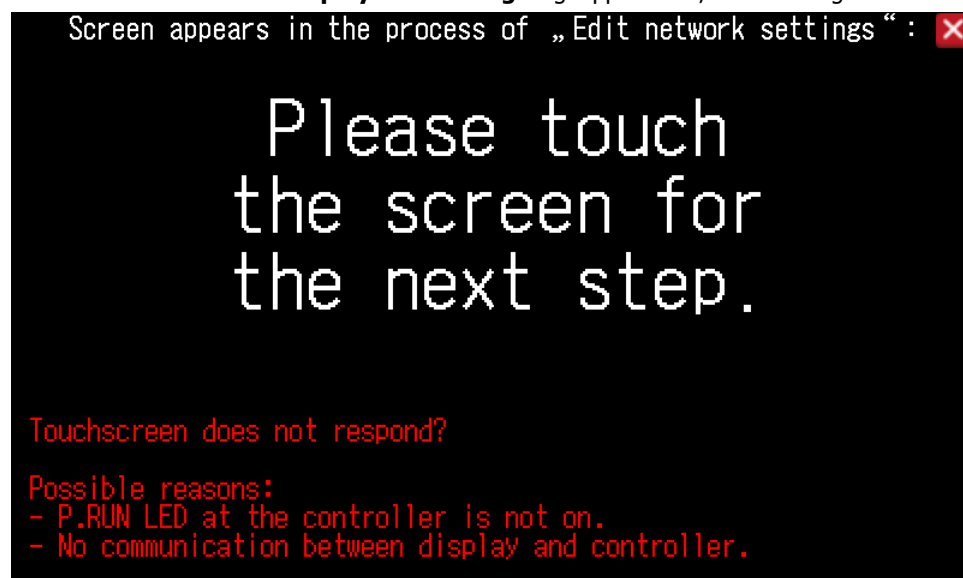 Screen appears in the process of „Edit network settings“:
Please touch
the screen for
the next step.
Touchscreen does not respond?
Possible reasons:
- P.RUN LED at the controller is not on.
- No communication between display and controller.